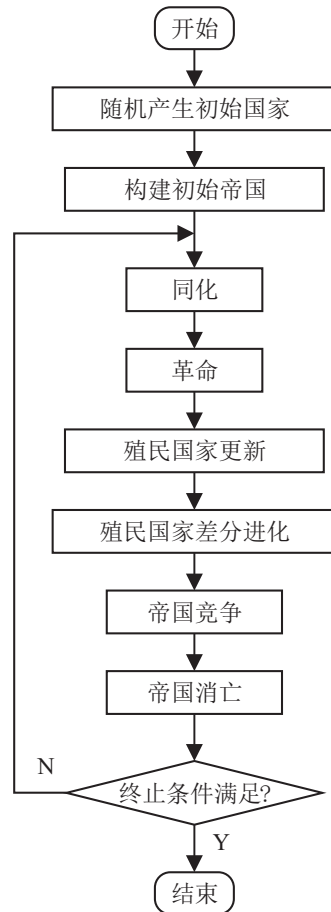 开始
随机产生初始国家
构建初始帝国
同化
革命
殖民国家更新
殖民国家差分进化
帝国竞争
帝国消亡
N
终止条件满足?
Y
结束